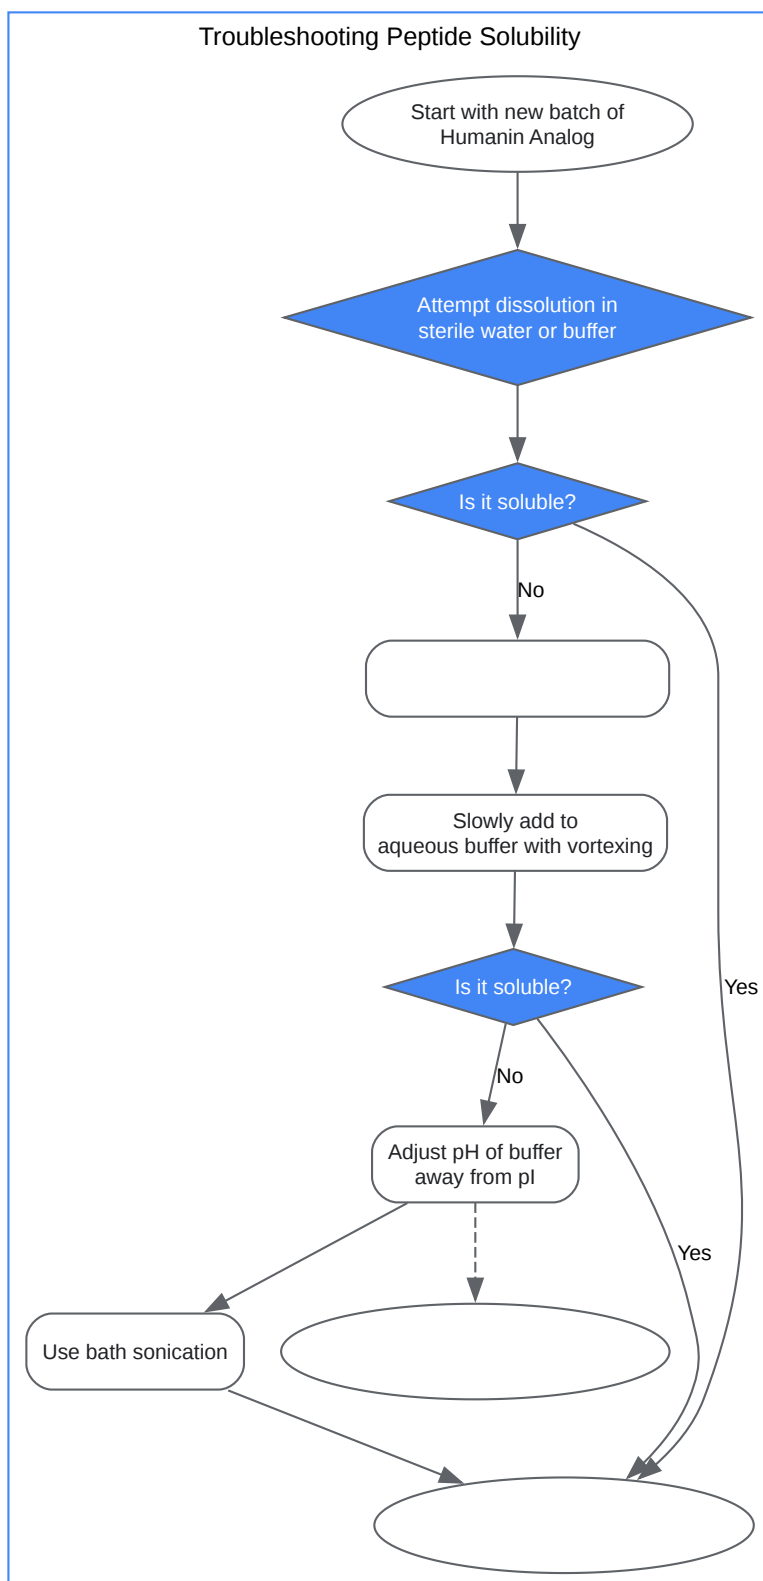 Troubleshooting Peptide Solubility
Start with new batch of
Humanin Analog
Attempt dissolution in
sterile water or buffer
Is it soluble?
No
Slowly add to
aqueous buffer with vortexing
Yes
Is it soluble?
No
Adjust pH of buffer
away from pI
Yes
Use bath sonication